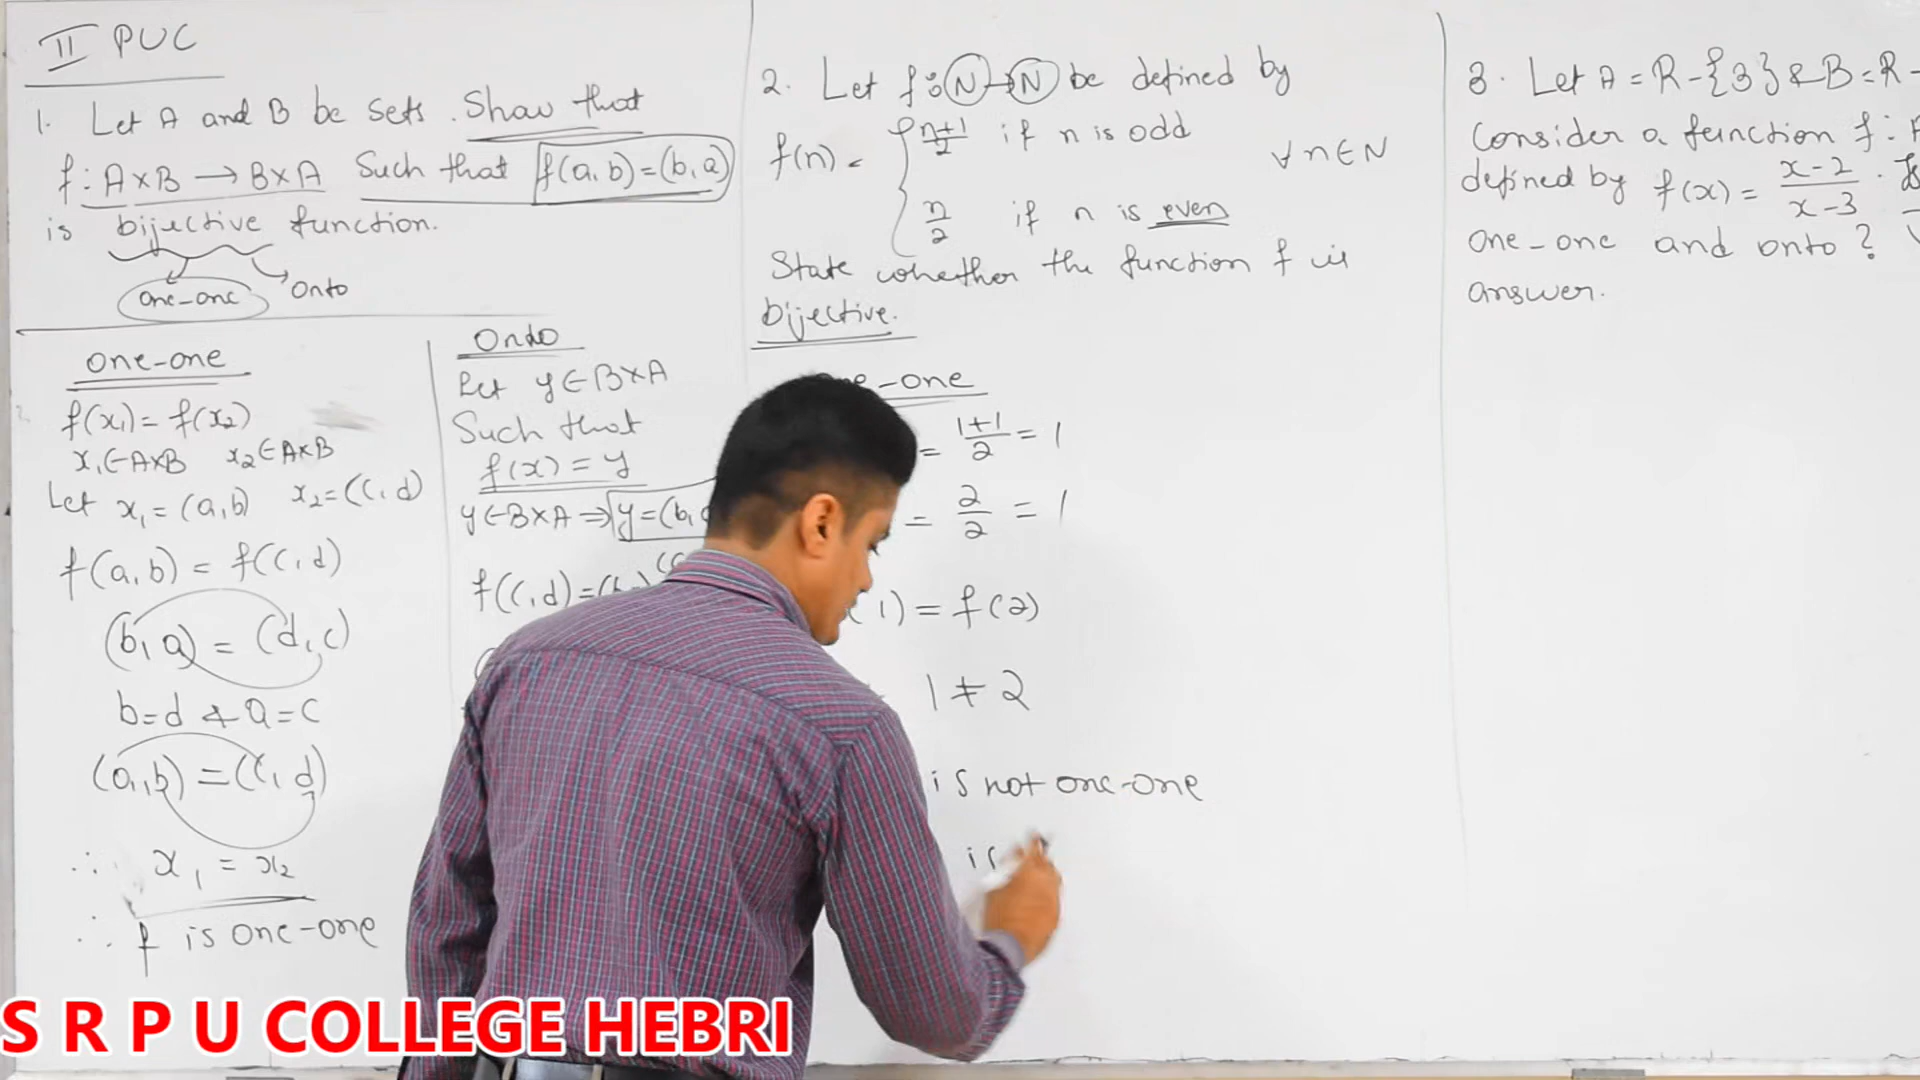 II PUC
1. Let A and B be sets. Show that
f: A×B → B×A Such that f(a,b)=(b,a)
is bijective function.
one-one
Onto
one-one
f(x₁)= f(x₂)
x₁∈A×B x₂∈A×B
Let x₁=(a,b) x₂=(c,d)
f(a,b) = f(c,d)
(b,a) = (d,c)
b=d & a=c
(a,b) = (c,d)
∴ x₁ = x₂
∴ f is one-one
Onto
Let y∈B×A
Such that
f(x) = y
y∈B×A ⇒ y=(b,
f(c,d)=(b
2. Let f: N→N be defined by
f(n) = { n+1/2 if n is odd
∀ n∈N
n/2 if n is even
State whether the function f is
bijective.
-one
= 1+1/2 = 1
= 2/2 = 1
1) = f(2)
1 ≠ 2
is not one-one
is
3. Let A = R-{3} & B=R-
Consider a function f:
defined by f(x) = x-2/x-3.
one-one and onto?
answer.
S R P U COLLEGE HEBRI